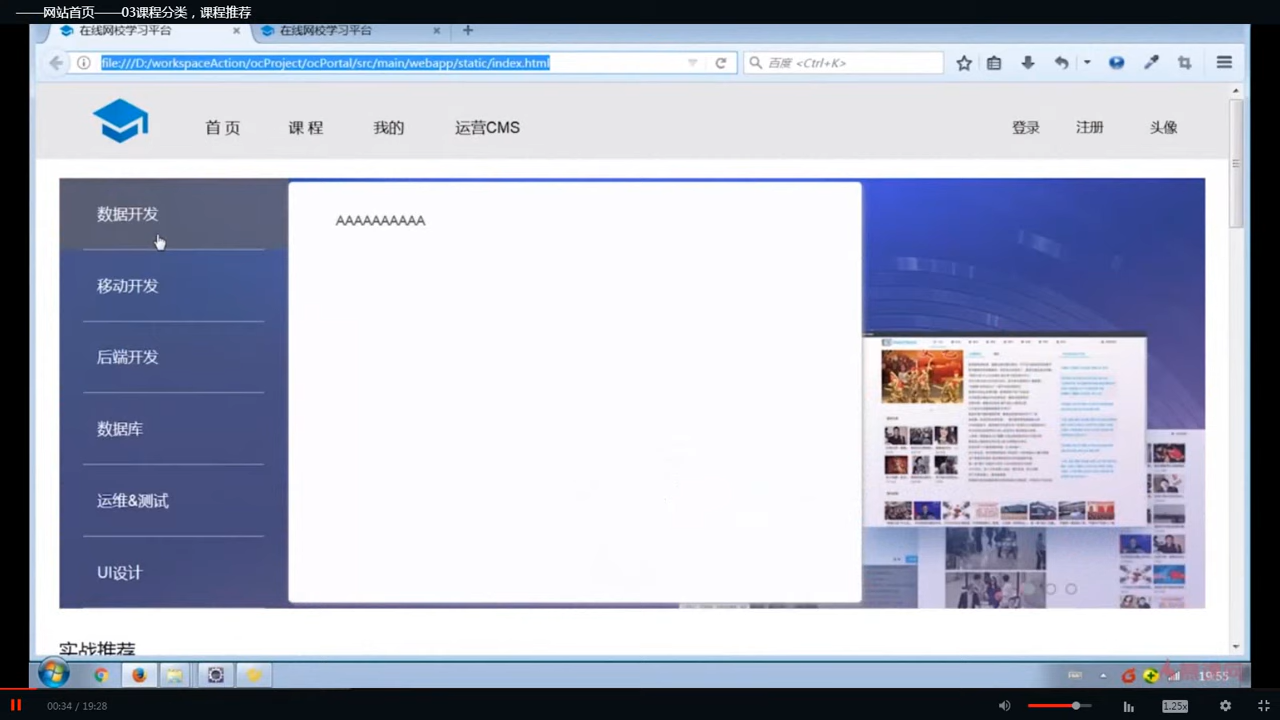 ——网站首页——03课程分类，课程推荐
在线网校学习平台 在线网校学习平台
file:///D:/workspaceAction/ocProject/ocPortal/src/main/webapp/static/index.html 百度 <Ctrl+K>
首页 课程 我的 运营CMS 登录 注册 头像
数据开发
AAAAAAAAAA
移动开发
后端开发
数据库
运维&测试
UI设计
实战推荐
19:55
00:34 / 19:28 1.25x